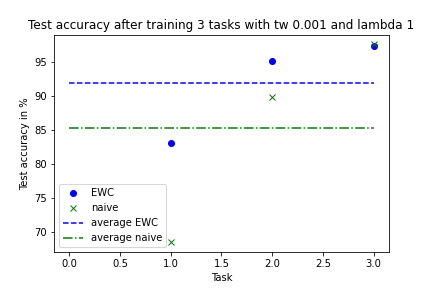 Test accuracy after training 3 tasks with tw 0.001 and lambda 1
Test accuracy in %
95
90
85
80
75
70
EWC
naive
average EWC
average naive
0.0 0.5 1.0 1.5 2.0 2.5 3.0
Task